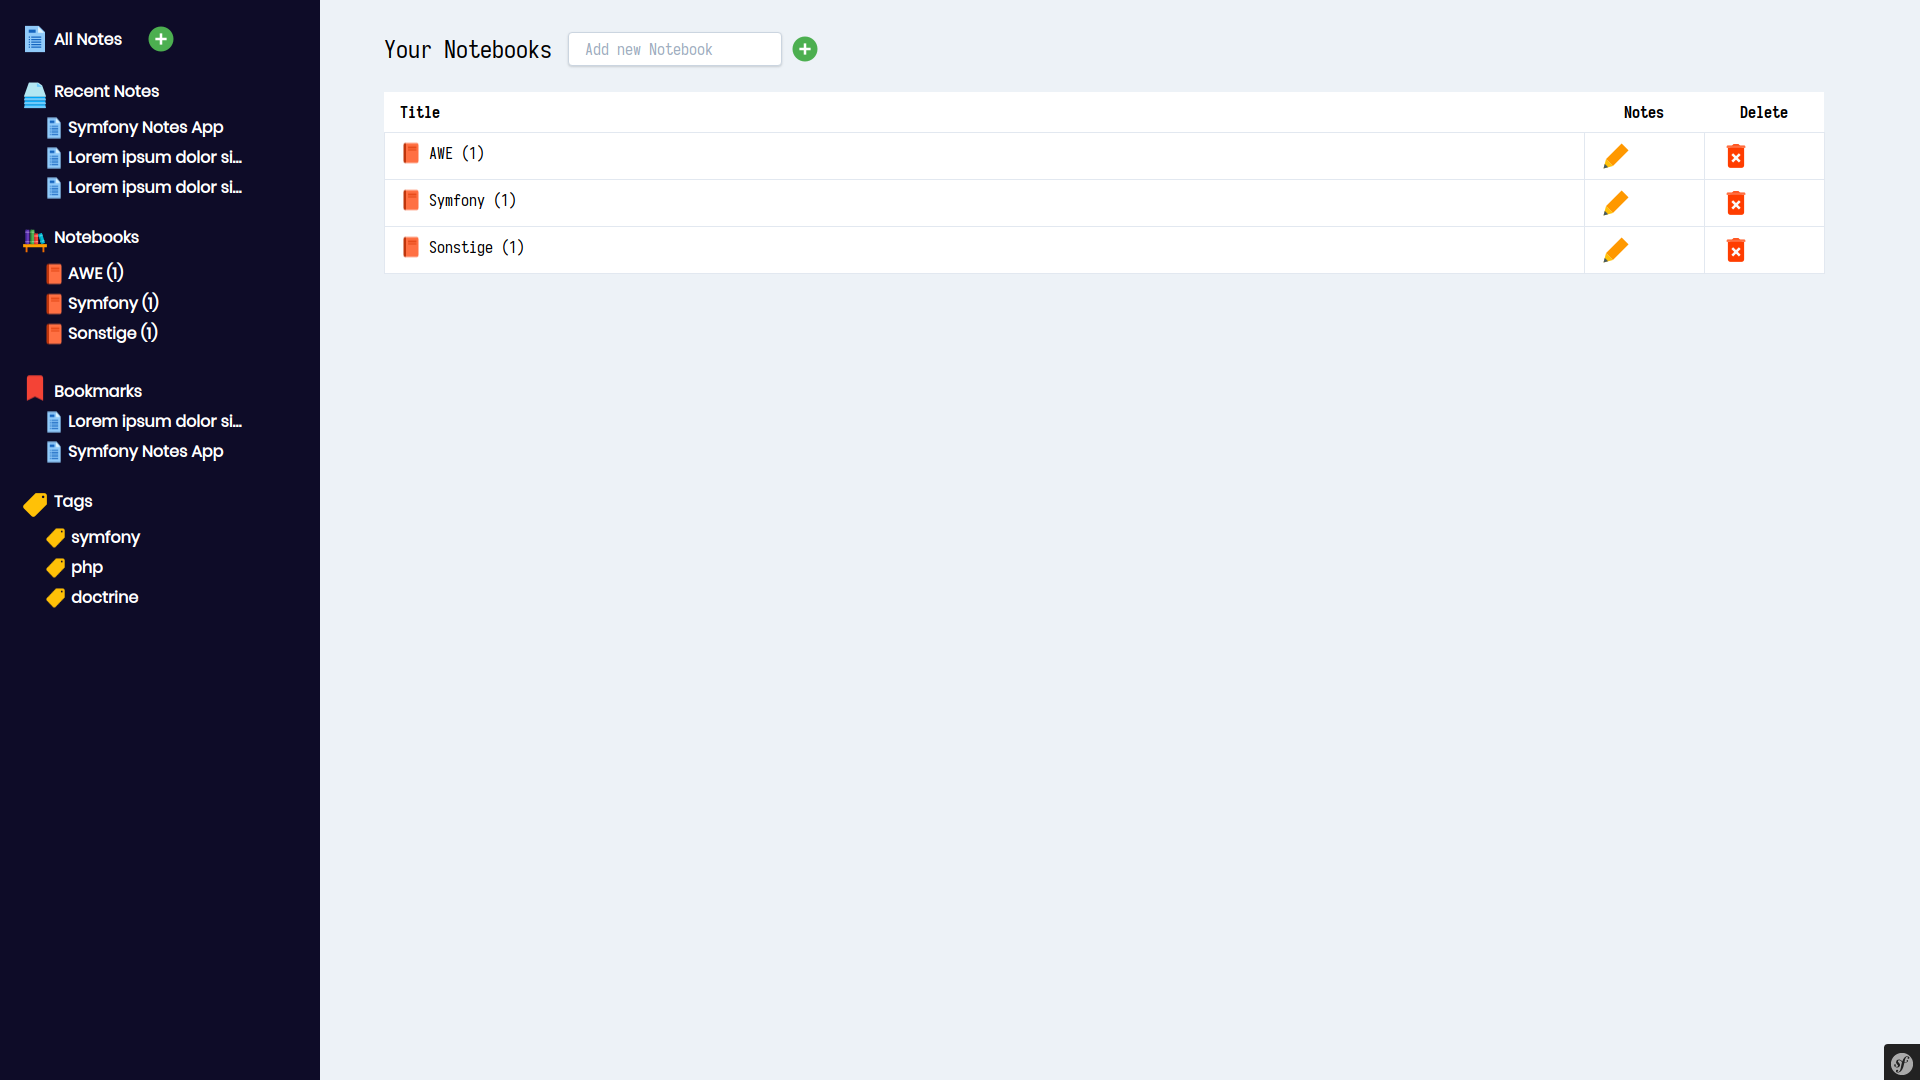 All Notes
Recent Notes
Symfony Notes App
Lorem ipsum dolor si...
Lorem ipsum dolor si...
Notebooks
AWE (1)
Symfony (1)
Sonstige (1)
Bookmarks
Lorem ipsum dolor si...
Symfony Notes App
Tags
symfony
php
doctrine
Your Notebooks
Add new Notebook
Title Notes Delete
AWE (1)
Symfony (1)
Sonstige (1)
sf